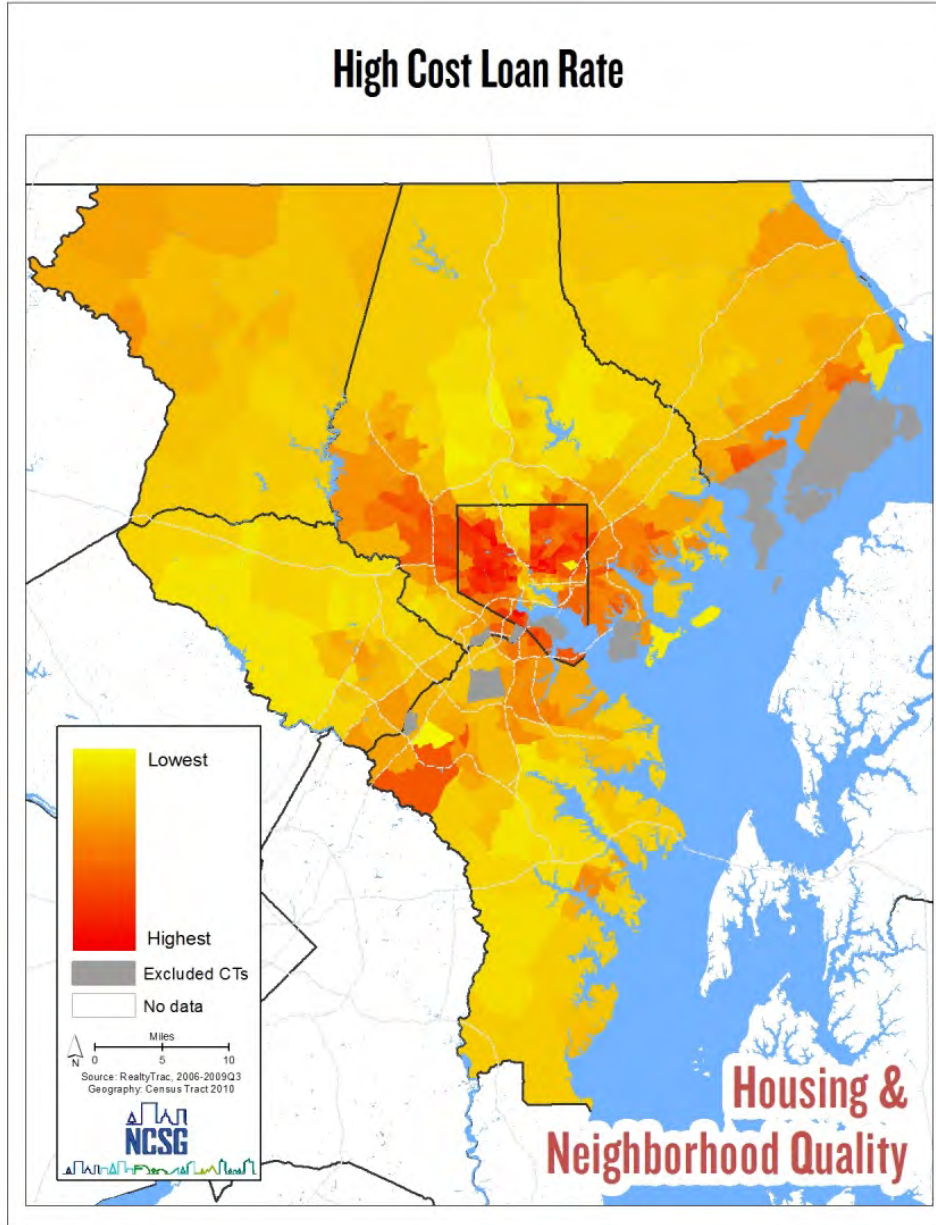 High Cost Loan Rate
Lowest
Highest
Excluded CTs
No data
Miles
0 5 10
N
Source: RealtyTrac, 2006-2009Q3
Geography: Census Tract 2010
NCSG
Housing &
Neighborhood Quality